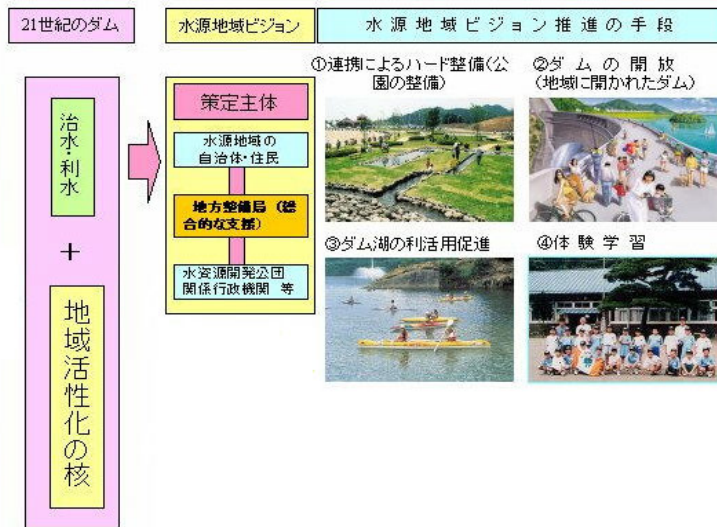 21世紀のダム
水源地域ビジョン
水源地域ビジョン推進の手段
治水・利水
+
地域活性化の核
策定主体
水源地域の
自治体・住民
地方整備局(総
合的な支援)
水資源開発公団
関係行政機関 等
①連携によるハード整備(公
園の整備)
②ダムの開放
(地域に開かれたダム)
③ダム湖の利活用促進
④体験学習